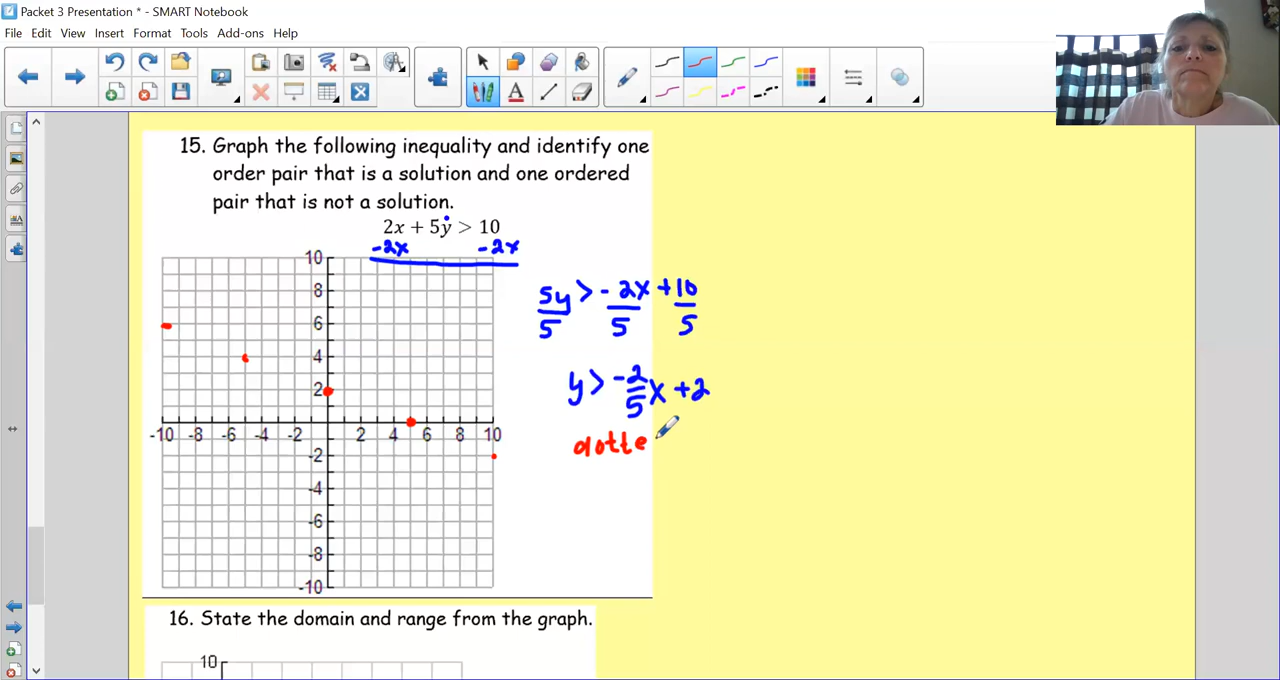 Packet 3 Presentation * - SMART Notebook
File Edit View Insert Format Tools Add-ons Help
15. Graph the following inequality and identify one
order pair that is a solution and one ordered
pair that is not a solution.
2x + 5y > 10
-2x -2x
5y > -2x + 10
5 5 5
y > -2/5 x + 2
dotte
10
8
6
4
2
-10 -8 -6 -4 -2 2 4 6 8 10
-2
-4
-6
-8
-10
16. State the domain and range from the graph.
10